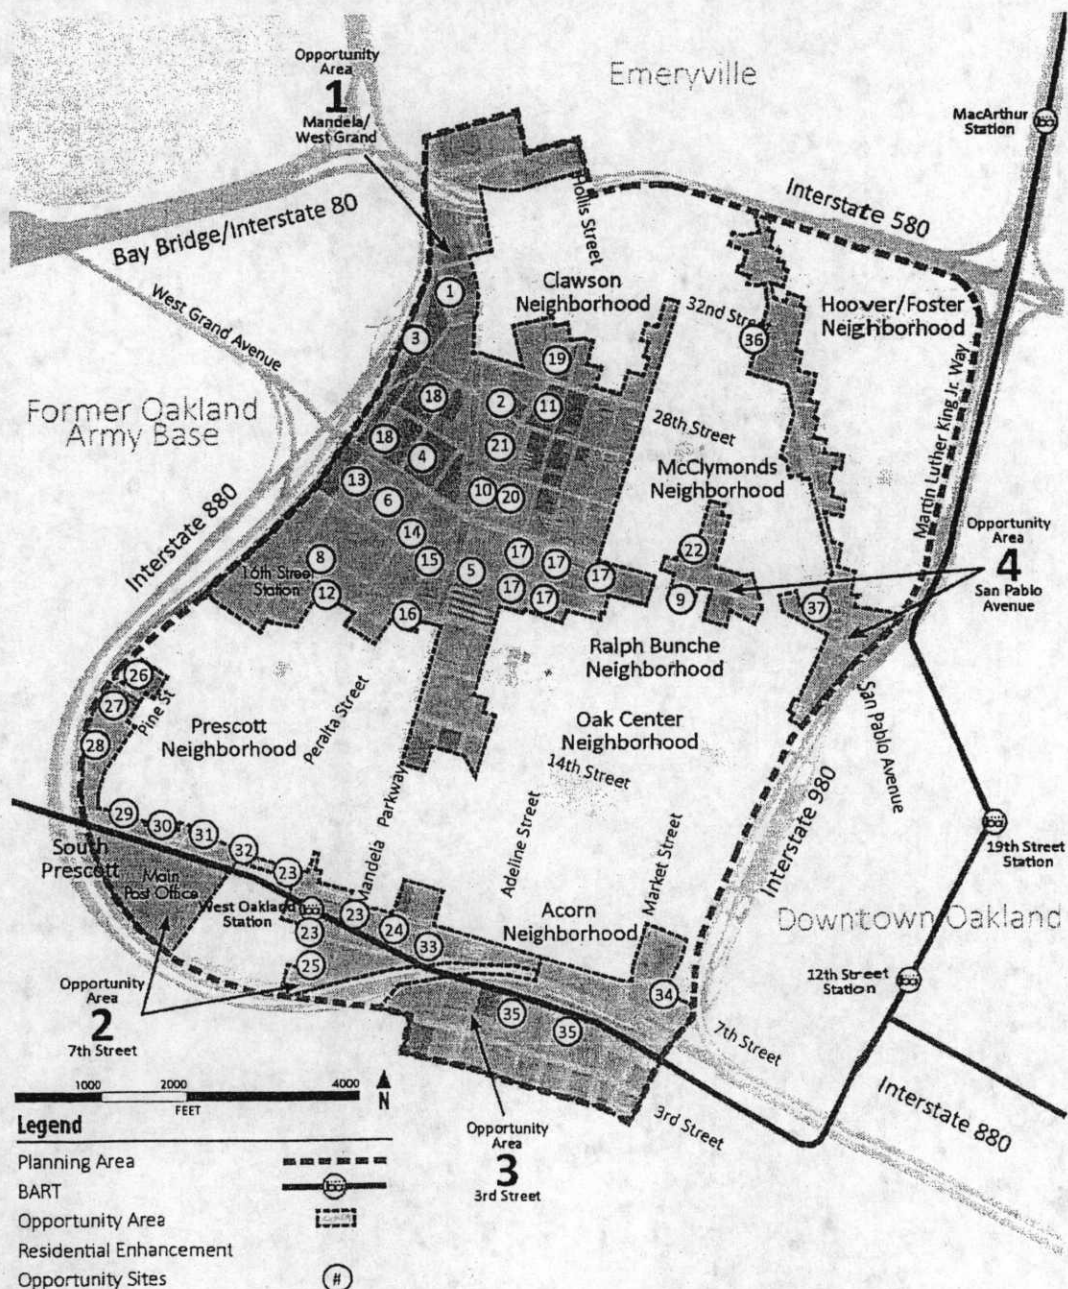 Opportunity
Area
1
Mandela/
West Grand
Emeryville
MacArthur
Station
Hollis Street
Interstate 580
Bay Bridge/Interstate 80
West Grand Avenue
Clawson
Neighborhood
32nd Street
Hoover/Foster
Neighborhood
1
3
36
19
18
2
11
Former Oakland
Army Base
28th Street
Martin Luther King Jr. Way
18
4
21
McClymonds
Neighborhood
13
6
10
20
Interstate 880
14
Opportunity
Area
4
San Pablo
Avenue
22
8
15
5
17
17
17
16th Street
Station
12
17
17
9
37
16
Ralph Bunche
Neighborhood
26
27
Pine St
28
Prescott
Neighborhood
Peralta Street
Oak Center
Neighborhood
14th Street
San Pablo Avenue
Mandela Parkway
Adeline Street
Market Street
Interstate 980
29
30
31
32
23
19th Street
Station
South
Prescott
Main
Post Office
West Oakland
Station
23
23
24
33
Acorn
Neighborhood
Downtown Oakland
25
12th Street
Station
34
Opportunity
Area
2
7th Street
35
35
7th Street
3rd Street
Interstate 880
1000
2000
4000
FEET
N
Opportunity
Area
3
3rd Street
Legend
Planning Area
BART
Opportunity Area
Residential Enhancement
Opportunity Sites
#